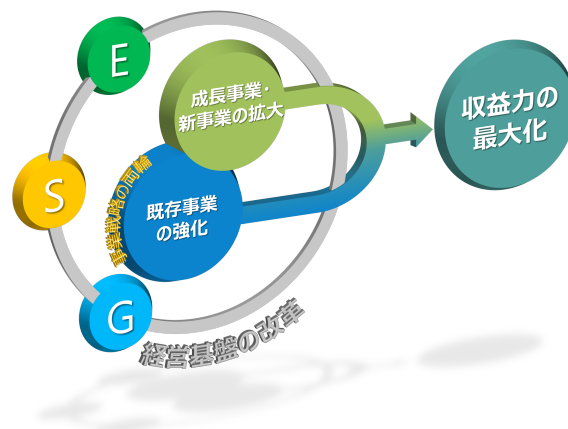 E
成長事業・
新事業の拡大
収益力の
最大化
S
事業戦略の両輪
既存事業
の強化
G
経営基盤の改革